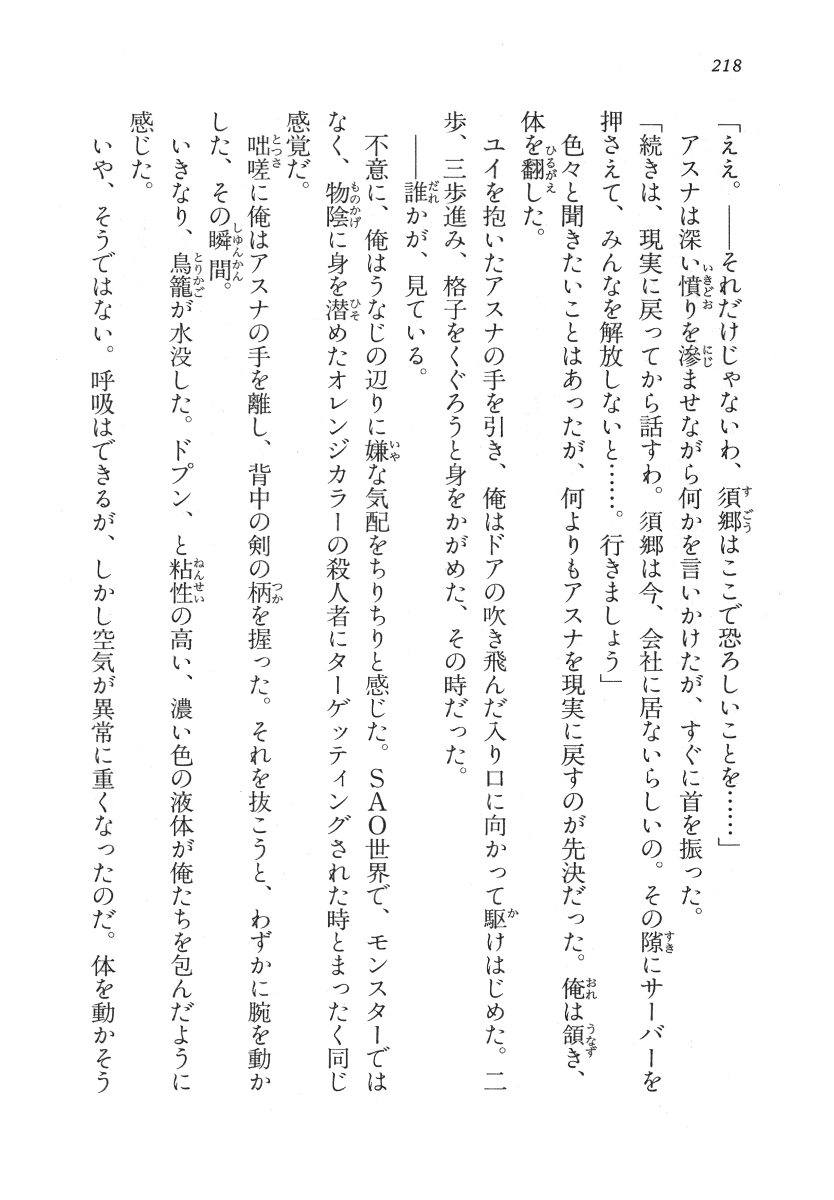 218
「ええ。――それだけじゃないわ、須郷はここで恐ろしいことを……」
アスナは深い憤りを滲ませながら何かを言いかけたが、すぐに首を振った。
「続きは、現実に戻ってから話すわ。須郷は今、会社に居ないらしいの。その隙にサーバーを
押さえて、みんなを解放しないと……。行きましょう」
色々と聞きたいことはあったが、何よりもアスナを現実に戻すのが先決だった。俺は頷き、
体を翻した。
ユイを抱いたアスナの手を引き、俺はドアの吹き飛んだ入り口に向かって駆けはじめた。二
歩、三歩進み、格子をくぐろうと身をかがめた、その時だった。
――誰かが、見ている。
不意に、俺はうなじの辺りに嫌な気配をちりちりと感じた。ＳＡＯ世界で、モンスターでは
なく、物陰に身を潜めたオレンジカラーの殺人者にターゲッティングされた時とまったく同じ
感覚だ。
咄嗟に俺はアスナの手を離し、背中の剣の柄を握った。それを抜こうと、わずかに腕を動か
した、その瞬間。
いきなり、鳥籠が水没した。ドプン、と粘性の高い、濃い色の液体が俺たちを包んだように
感じた。
いや、そうではない。呼吸はできるが、しかし空気が異常に重くなったのだ。体を動かそう